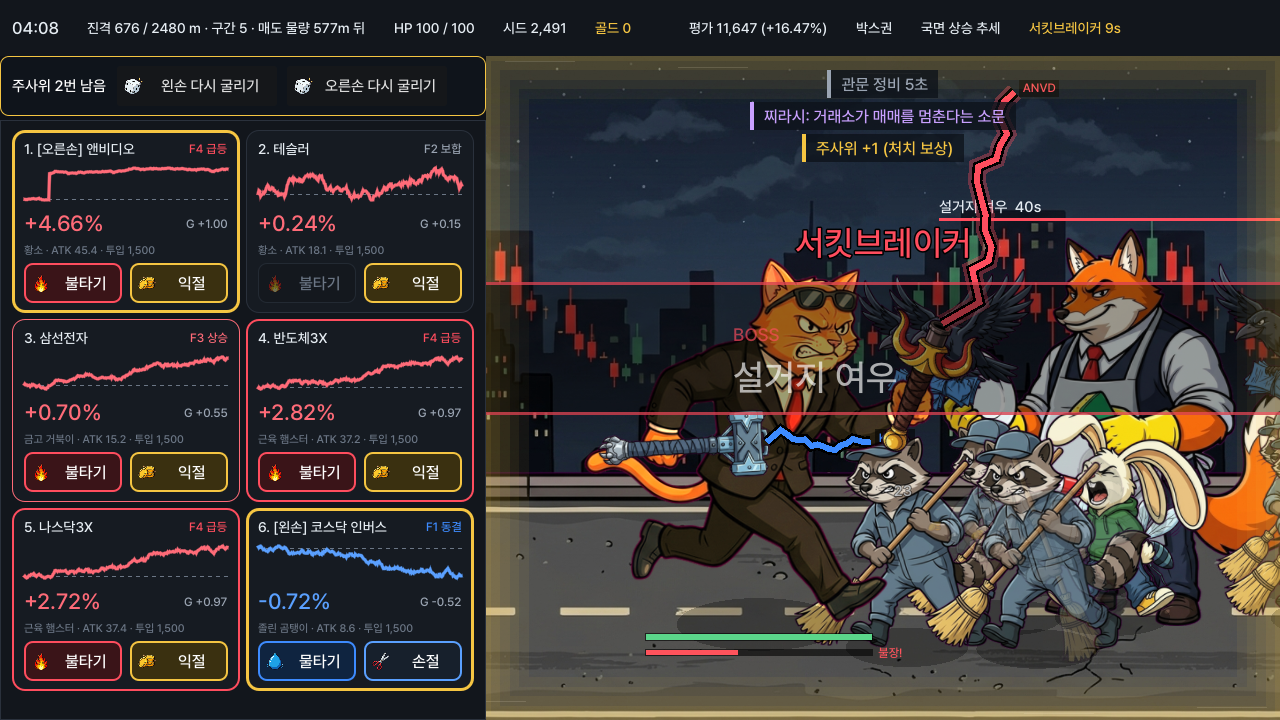 04:08 진격 676 / 2480 m · 구간 5 · 매도 물량 577m 뒤 HP 100 / 100 시드 2,491 골드 0 평가 11,647 (+16.47%) 박스권 국면 상승 추세 서킷브레이커 9s
주사위 2번 남음 왼손 다시 굴리기 오른손 다시 굴리기
1. [오른손] 앤비디오 F4 급등
+4.66% G +1.00
황소 · ATK 45.4 · 투입 1,500
불타기 익절
2. 테슬러 F2 보합
+0.24% G +0.15
황소 · ATK 18.1 · 투입 1,500
불타기 익절
3. 삼선전자 F3 상승
+0.70% G +0.55
금고 거북이 · ATK 15.2 · 투입 1,500
불타기 익절
4. 반도체3X F4 급등
+2.82% G +0.97
근육 햄스터 · ATK 37.2 · 투입 1,500
불타기 익절
5. 나스닥3X F4 급등
+2.72% G +0.97
근육 햄스터 · ATK 37.4 · 투입 1,500
불타기 익절
6. [왼손] 코스닥 인버스 F1 동결
-0.72% G -0.52
졸린 곰탱이 · ATK 8.6 · 투입 1,500
물타기 손절
관문 정비 5초
ANVD
찌라시: 거래소가 매매를 멈춘다는 소문
주사위 +1 (처치 보상)
설거지 여우 40s
서킷브레이커
BOSS
설거지 여우
불장!